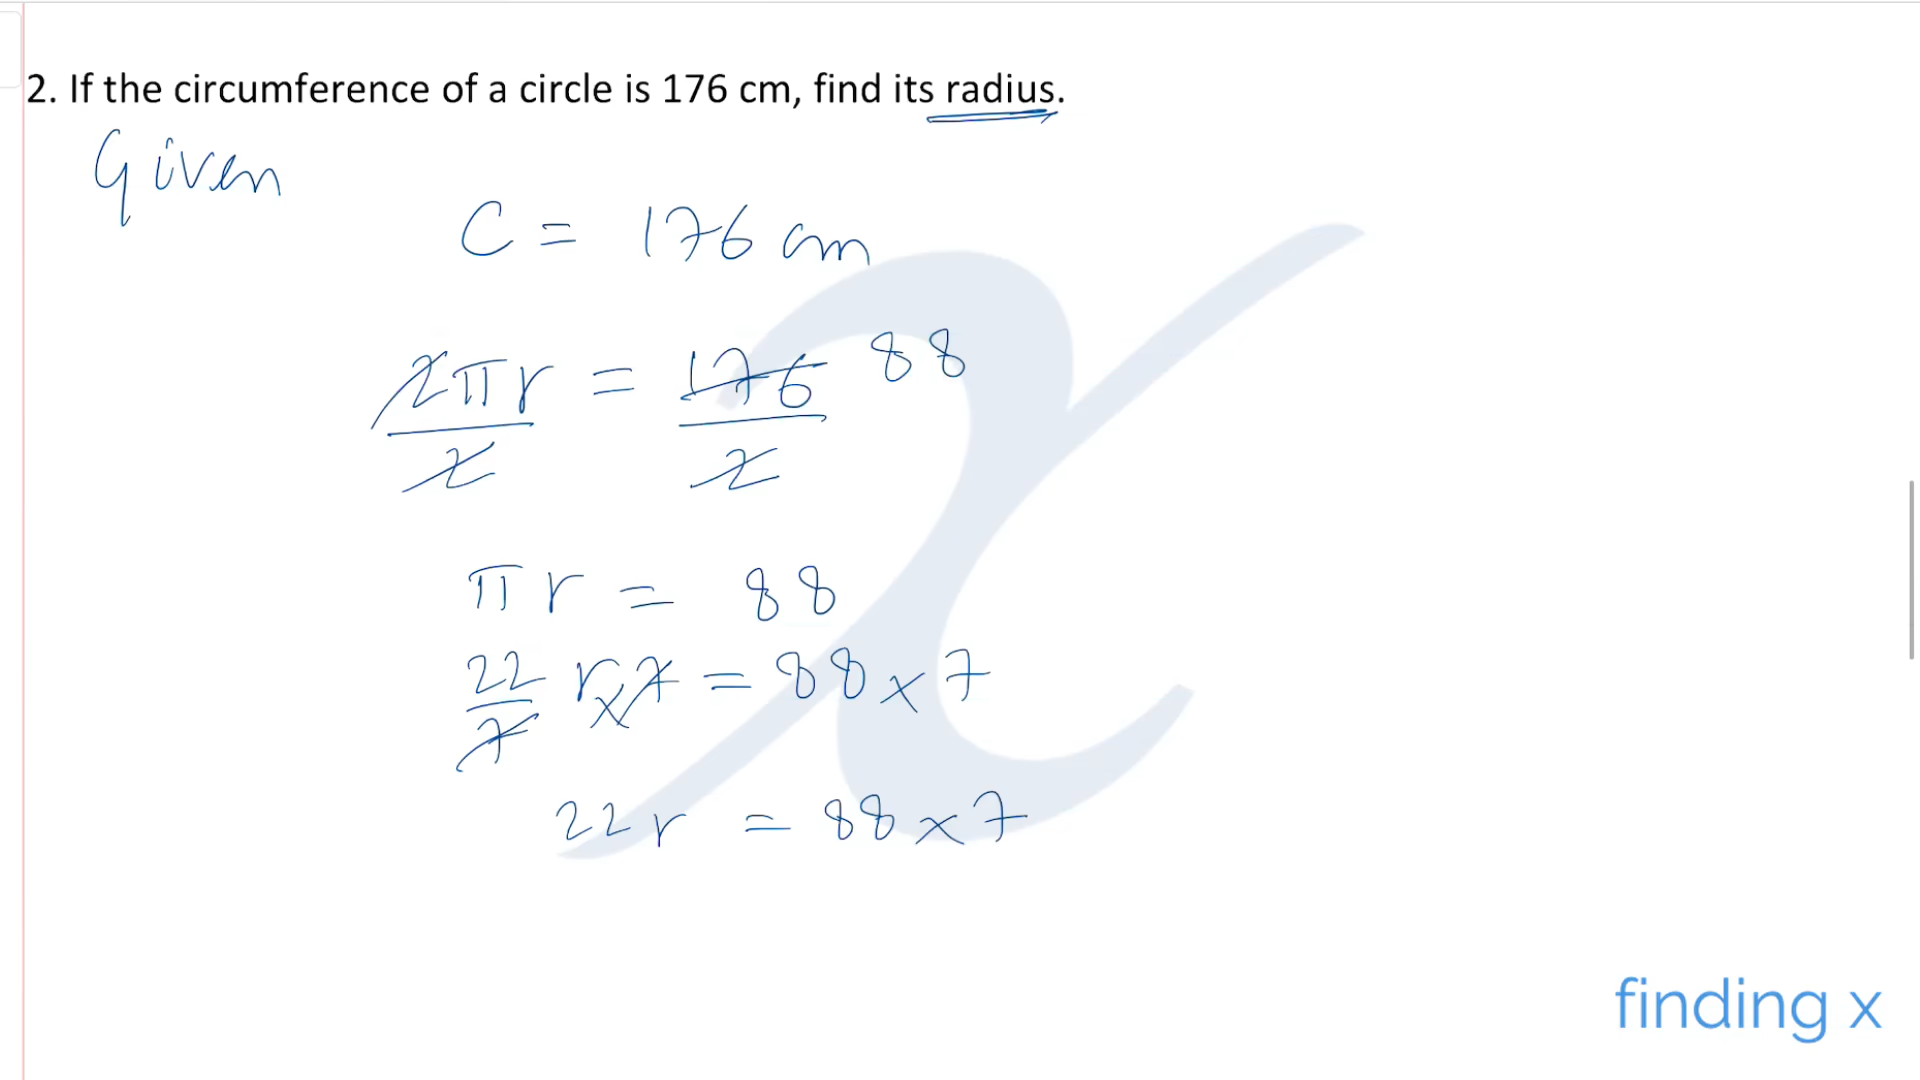 2. If the circumference of a circle is 176 cm, find its radius.
Given
C = 176 cm
2πr/2 = 176/2 88
πr = 88
22/7 r x 7 = 88 x 7
22r = 88 x 7
finding x